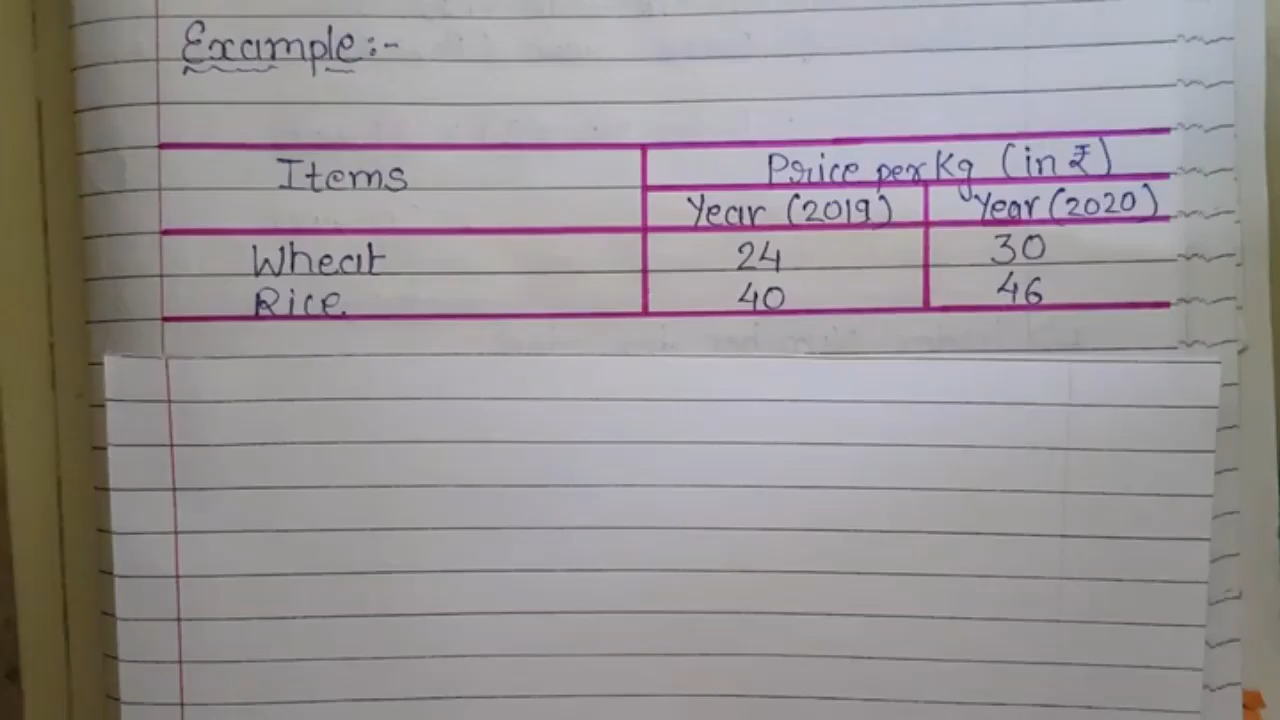 Example:-
Items Price per Kg (in ₹)
Year (2019) Year (2020)
Wheat 24 30
Rice 40 46